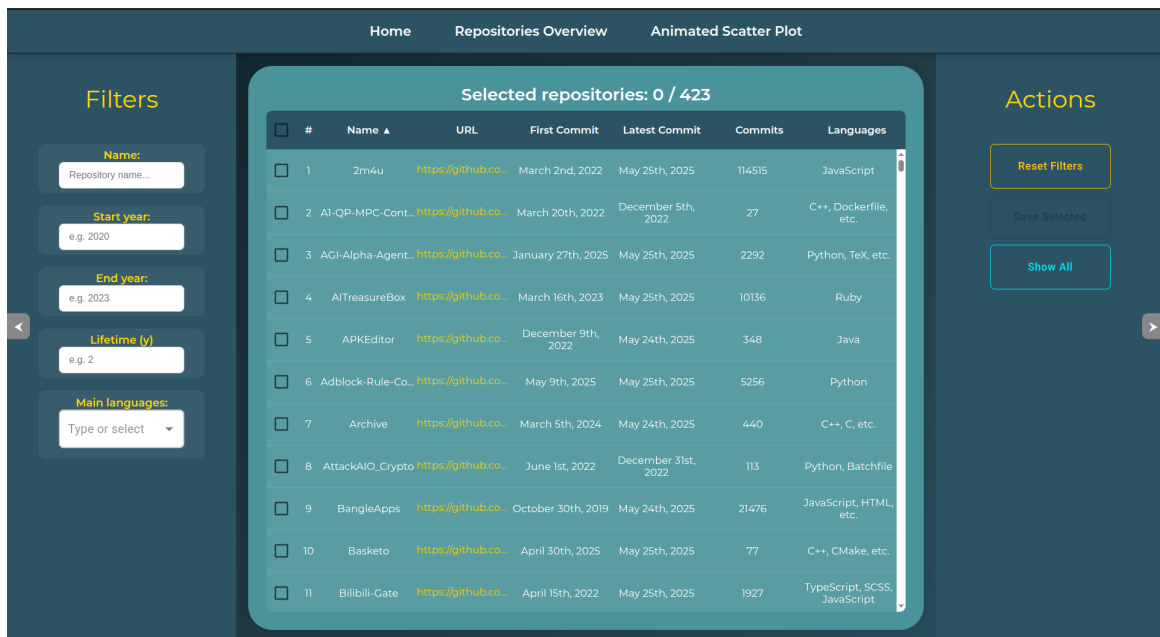 Home Repositories Overview Animated Scatter Plot
Filters
Name:
Repository name...
Start year:
e.g. 2020
End year:
e.g. 2023
Lifetime (y)
e.g. 2
Main languages:
Type or select
Selected repositories: 0 / 423
# Name ▲ URL First Commit Latest Commit Commits Languages
1 2m4u https://github.co... March 2nd, 2022 May 25th, 2025 114515 JavaScript
2 A1-QP-MPC-Cont... https://github.co... March 20th, 2022 December 5th, 2022 27 C++, Dockerfile, etc.
3 AGI-Alpha-Agent... https://github.co... January 27th, 2025 May 25th, 2025 2292 Python, TeX, etc.
4 AITreasureBox https://github.co... March 16th, 2023 May 25th, 2025 10136 Ruby
5 APKEditor https://github.co... December 9th, 2022 May 24th, 2025 348 Java
6 Adblock-Rule-Co... https://github.co... May 9th, 2025 May 25th, 2025 5256 Python
7 Archive https://github.co... March 5th, 2024 May 24th, 2025 440 C++, C, etc.
8 AttackAIO_Crypto https://github.co... June 1st, 2022 December 31st, 2022 113 Python, Batchfile
9 BangleApps https://github.co... October 30th, 2019 May 24th, 2025 21476 JavaScript, HTML, etc.
10 Basketo https://github.co... April 30th, 2025 May 25th, 2025 77 C++, CMake, etc.
11 Bilibili-Gate https://github.co... April 15th, 2022 May 25th, 2025 1927 TypeScript, SCSS, JavaScript
Actions
Reset Filters
Save Selected
Show All